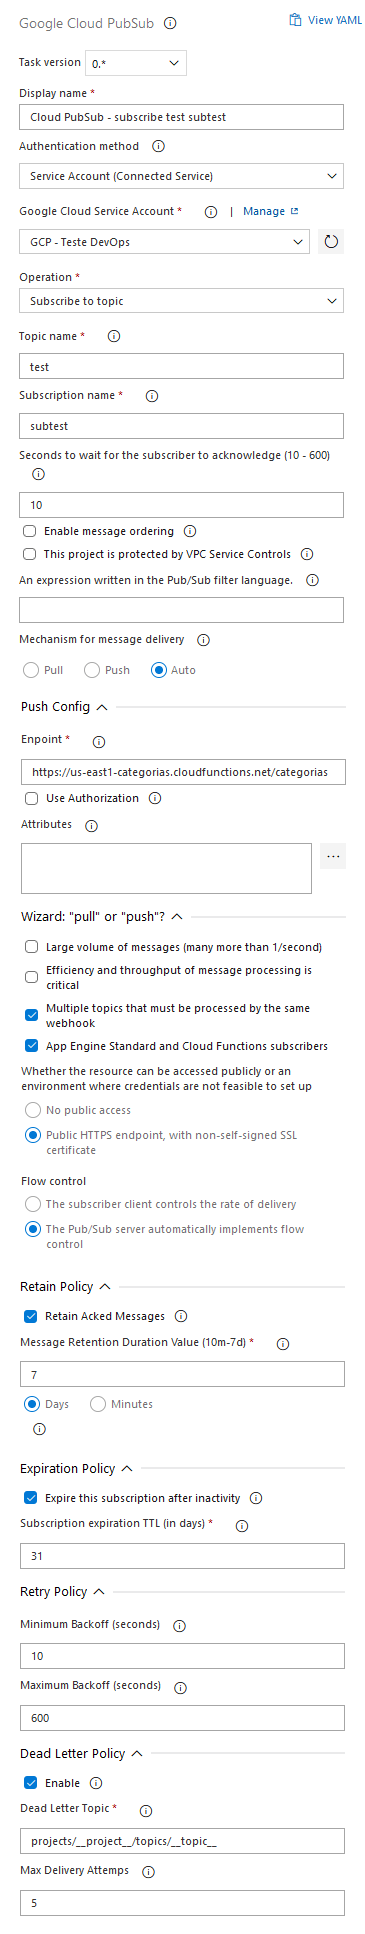 Google Cloud PubSub
View YAML
Task version
0.*
Display name *
Cloud PubSub - subscribe test subtest
Authentication method
Service Account (Connected Service)
Google Cloud Service Account *
| Manage
GCP - Teste DevOps
Operation *
Subscribe to topic
Topic name *
test
Subscription name *
subtest
Seconds to wait for the subscriber to acknowledge (10 - 600)
10
Enable message ordering
This project is protected by VPC Service Controls
An expression written in the Pub/Sub filter language.
Mechanism for message delivery
Pull
Push
Auto
Push Config
Enpoint *
https://us-east1-categorias.cloudfunctions.net/categorias
Use Authorization
Attributes
...
Wizard: "pull" or "push"?
Large volume of messages (many more than 1/second)
Efficiency and throughput of message processing is
critical
Multiple topics that must be processed by the same
webhook
App Engine Standard and Cloud Functions subscribers
Whether the resource can be accessed publicly or an
environment where credentials are not feasible to set up
No public access
Public HTTPS endpoint, with non-self-signed SSL
certificate
Flow control
The subscriber client controls the rate of delivery
The Pub/Sub server automatically implements flow
control
Retain Policy
Retain Acked Messages
Message Retention Duration Value (10m-7d) *
7
Days
Minutes
Expiration Policy
Expire this subscription after inactivity
Subscription expiration TTL (in days) *
31
Retry Policy
Minimum Backoff (seconds)
10
Maximum Backoff (seconds)
600
Dead Letter Policy
Enable
Dead Letter Topic *
projects/__project__/topics/__topic__
Max Delivery Attemps
5